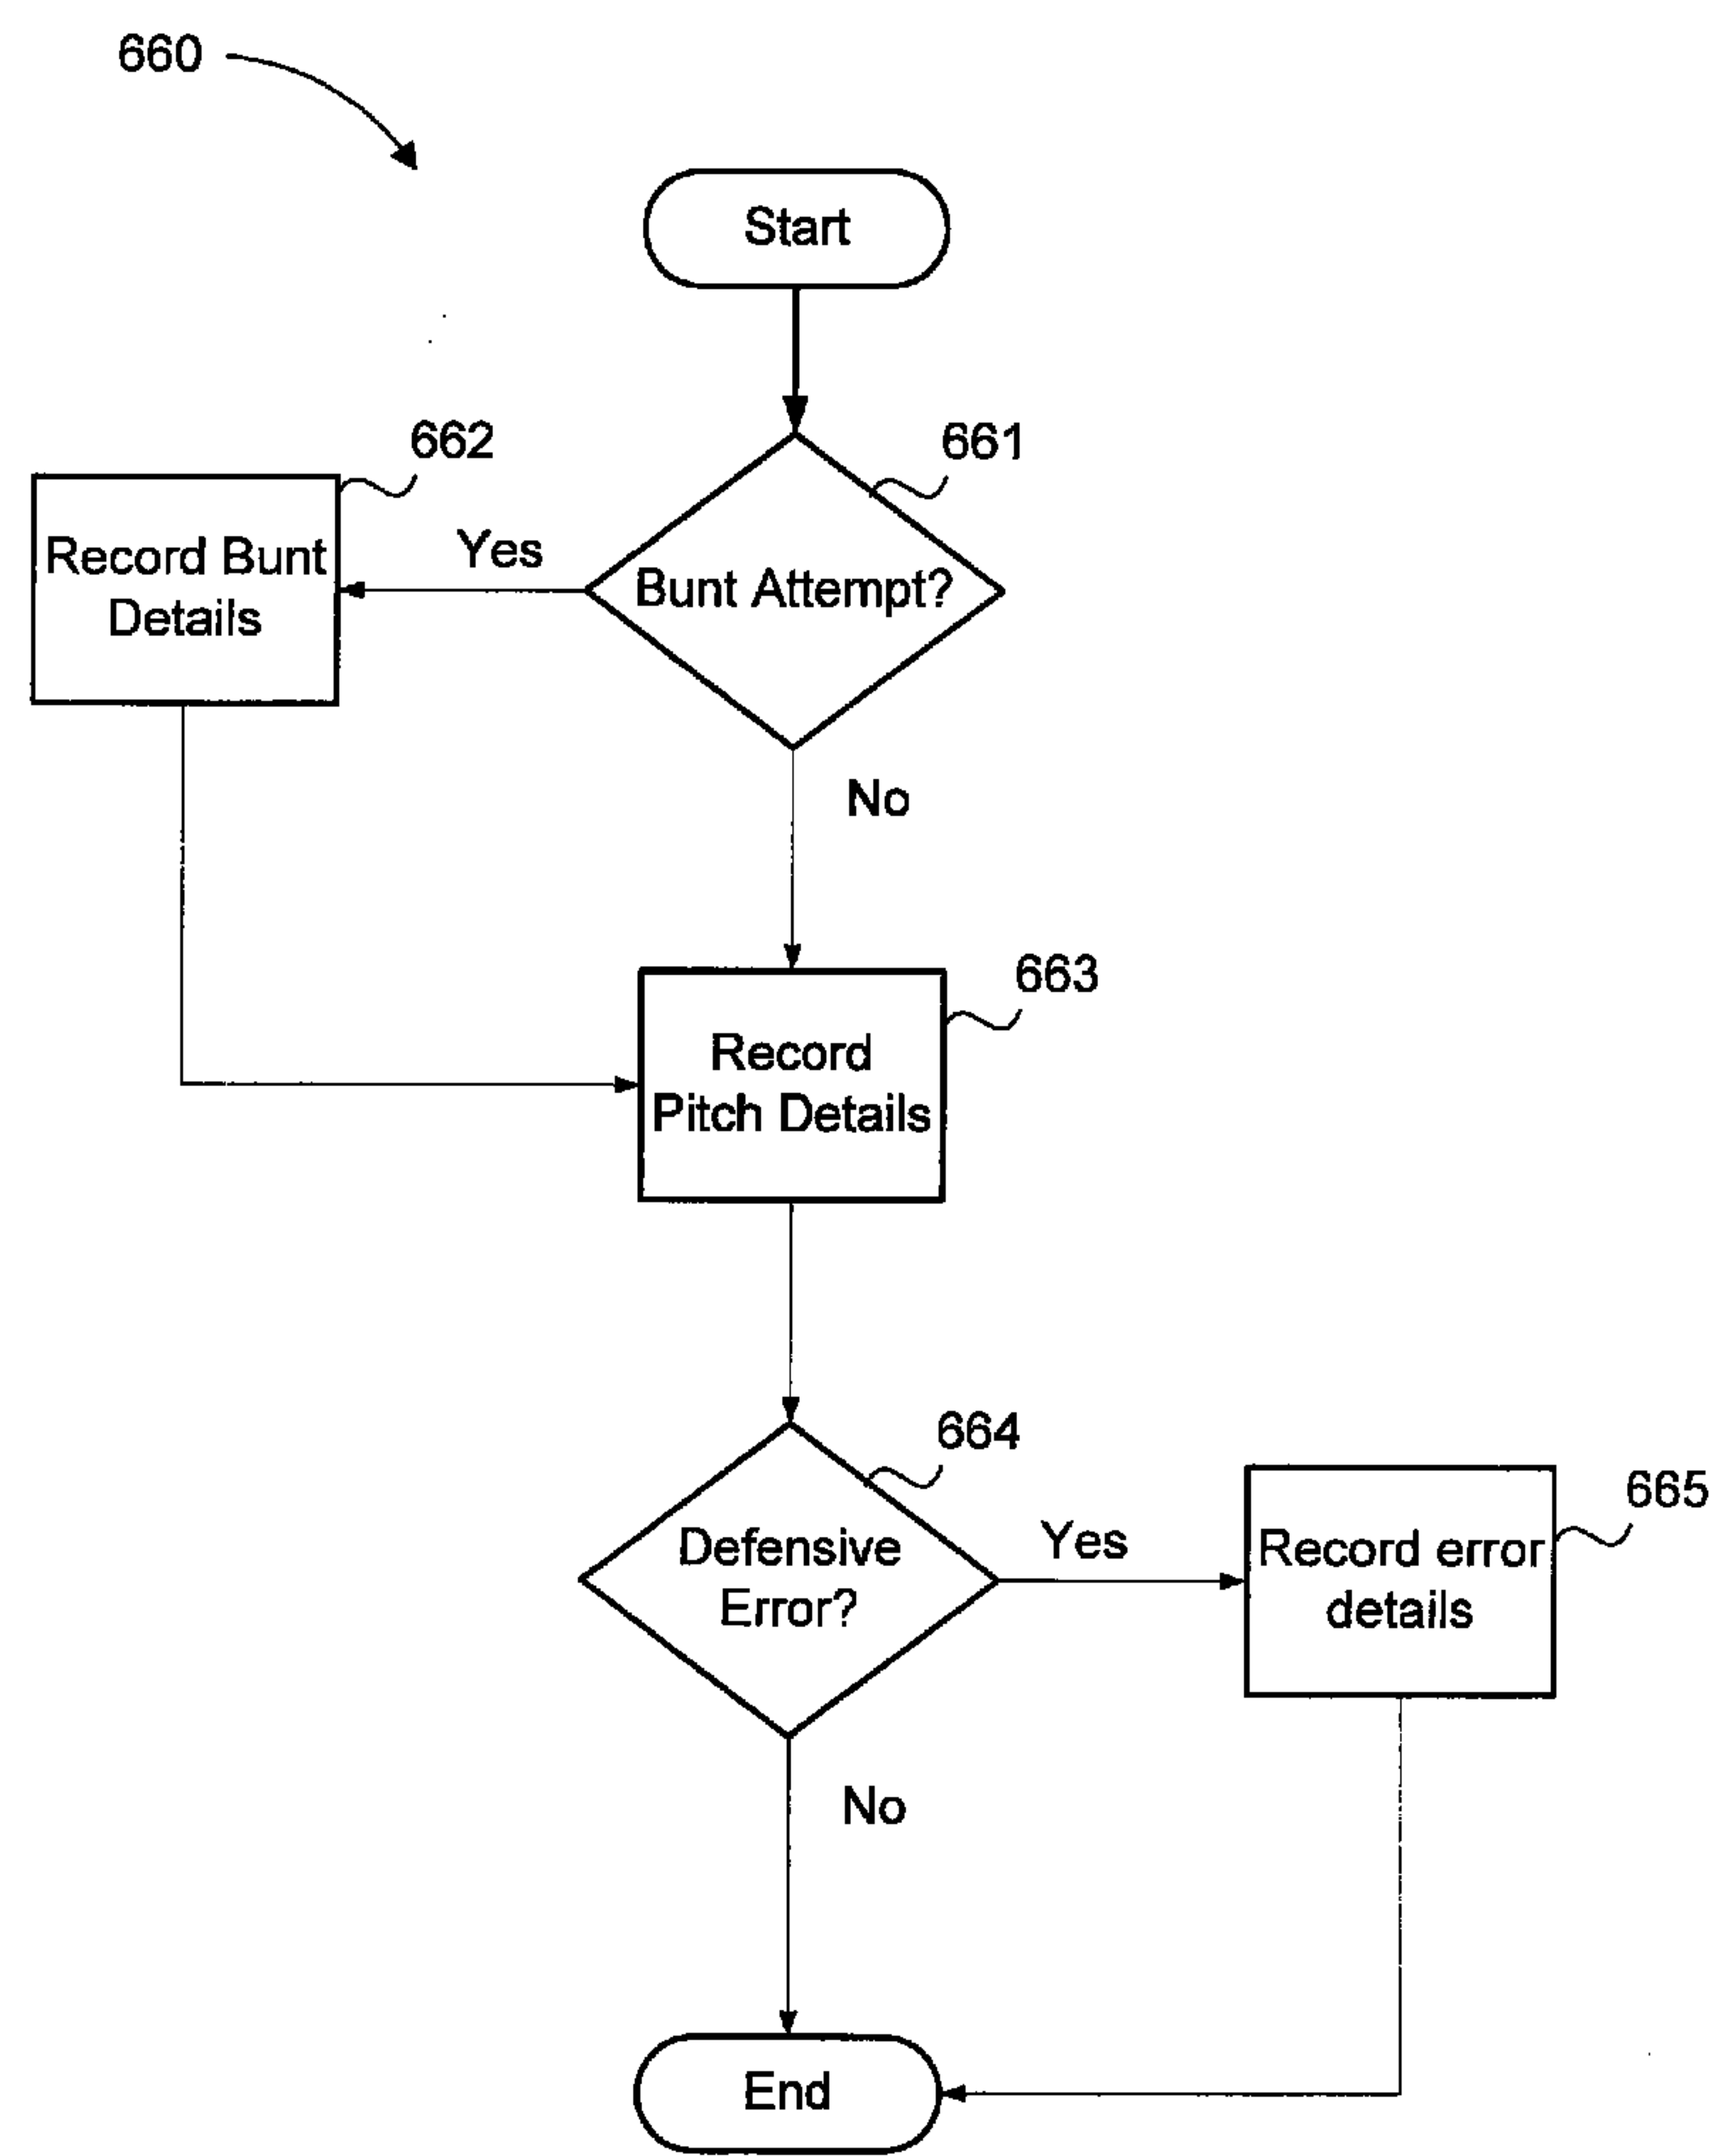 660
Start
661
662
Bunt Attempt?
Yes
Record Bunt
Details
No
663
Record
Pitch Details
664
Defensive
Error?
Yes
665
Record error
details
No
End